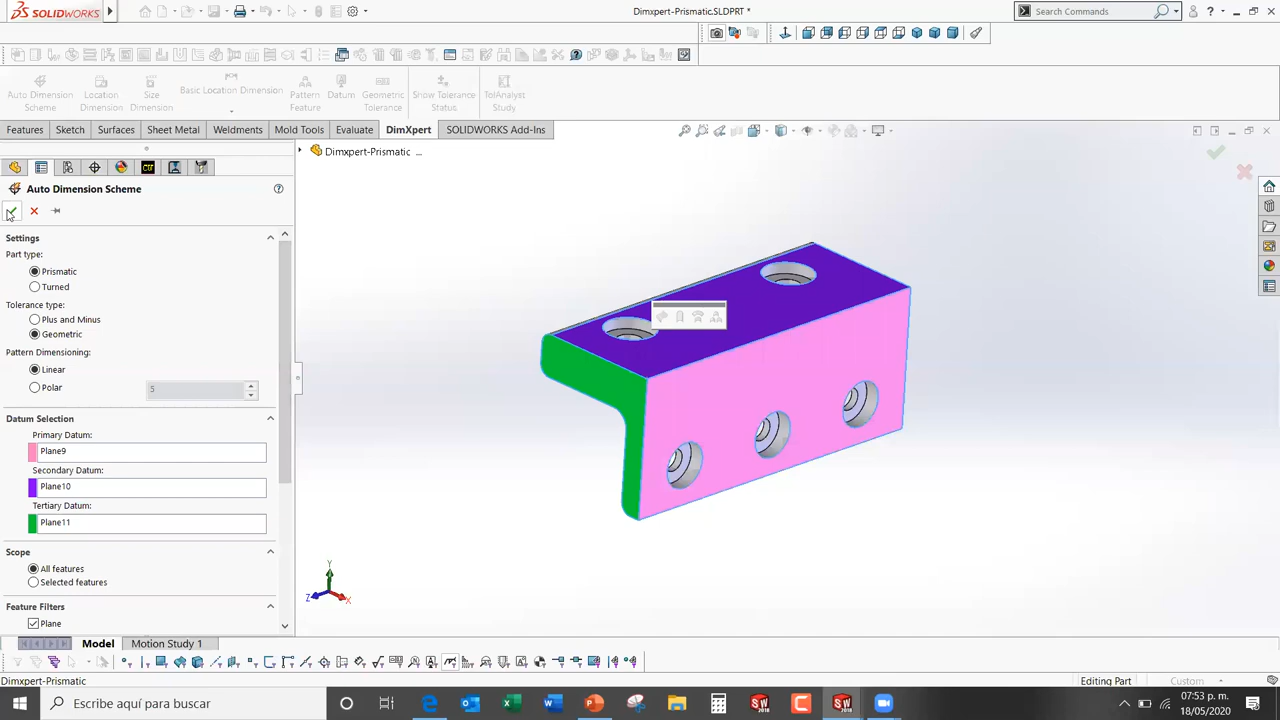 SOLIDWORKS
Dimxpert-Prismatic.SLDPRT *
Search Commands
Auto Dimension Scheme
Location Dimension
Size Dimension
Basic Location Dimension
Pattern Feature
Datum
Geometric Tolerance
Show Tolerance Status
TolAnalyst Study
Features
Sketch
Surfaces
Sheet Metal
Weldments
Mold Tools
Evaluate
DimXpert
SOLIDWORKS Add-Ins
Dimxpert-Prismatic ...
Auto Dimension Scheme
Settings
Part type:
Prismatic
Turned
Tolerance type:
Plus and Minus
Geometric
Pattern Dimensioning:
Linear
Polar
5
Datum Selection
Primary Datum:
Plane9
Secondary Datum:
Plane10
Tertiary Datum:
Plane11
Scope
All features
Selected features
Feature Filters
Plane
Y
Z
X
Model
Motion Study 1
Dimxpert-Prismatic
Editing Part
Custom
Escribe aquí para buscar
07:53 p. m.
18/05/2020